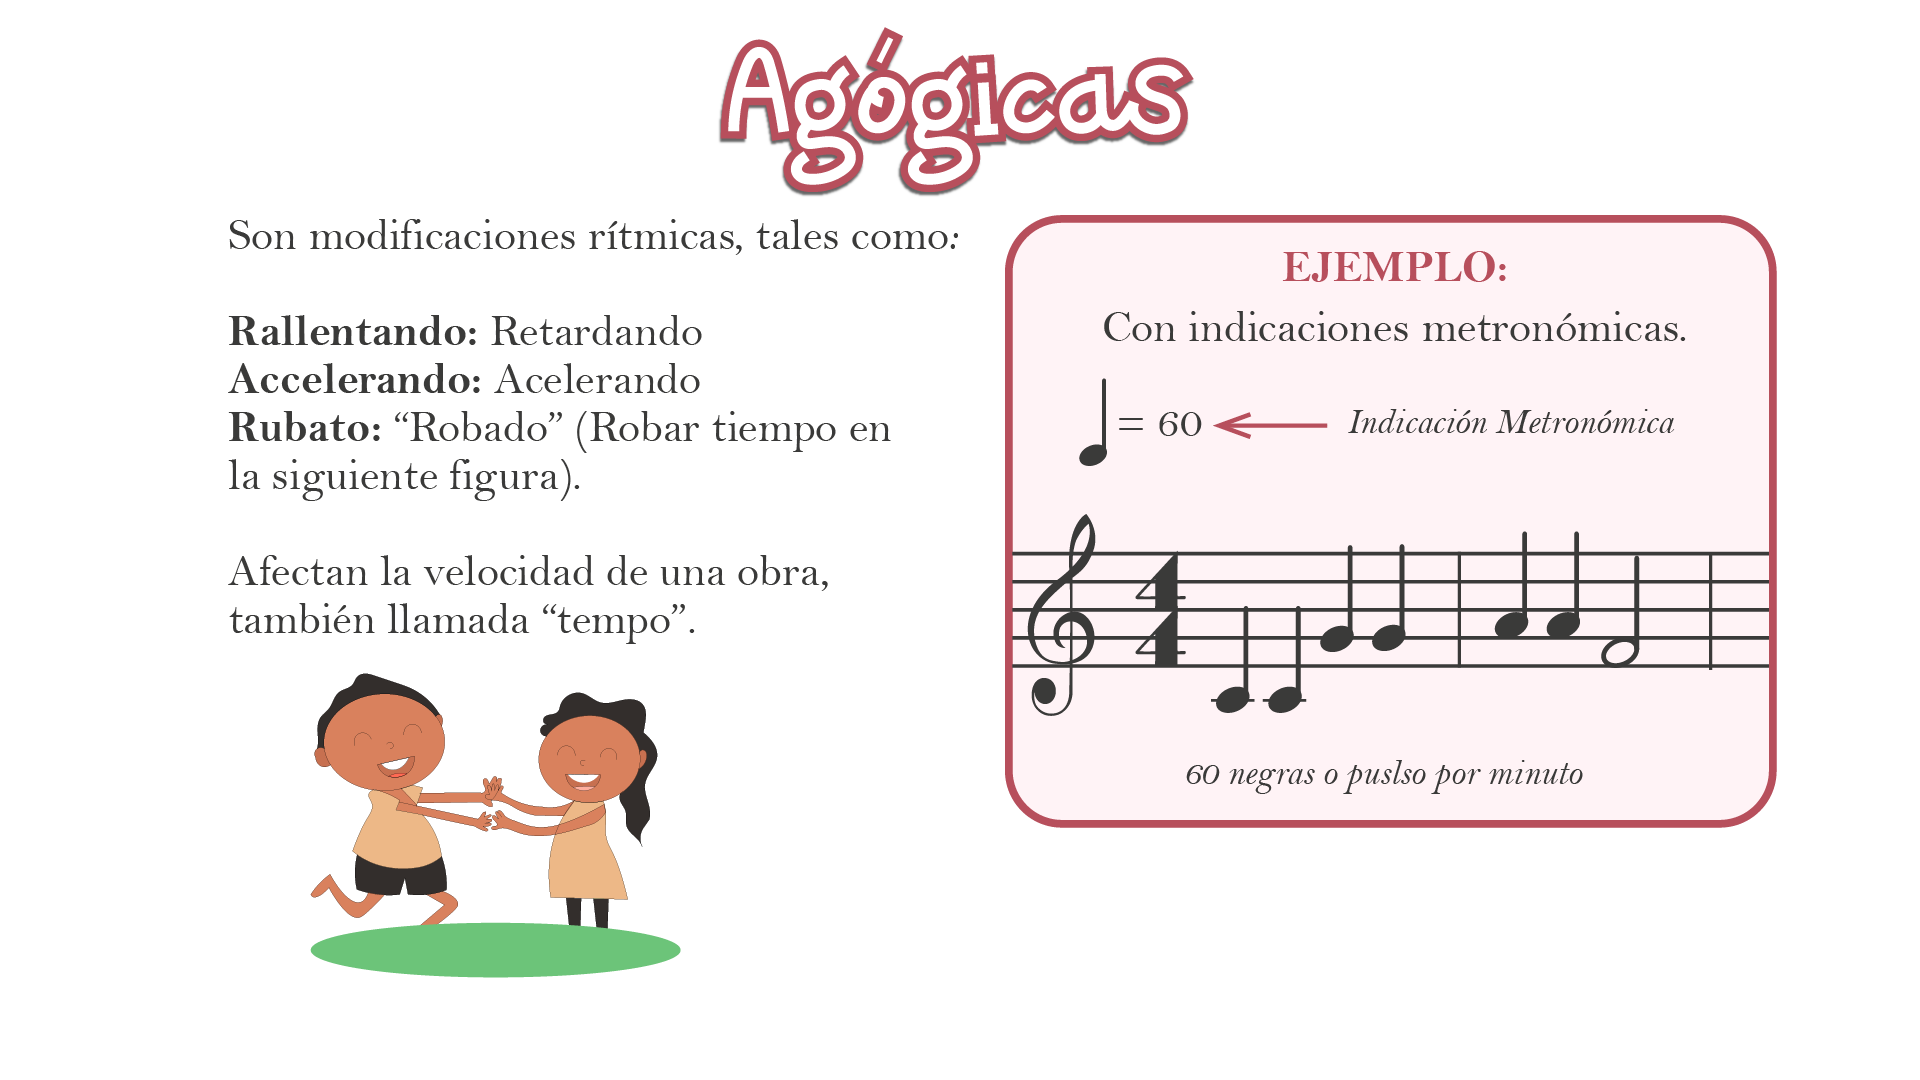 Agógicas
Son modificaciones rítmicas, tales como:
Rallentando: Retardando
Accelerando: Acelerando
Rubato: “Robado” (Robar tiempo en
la siguiente figura).
Afectan la velocidad de una obra,
también llamada “tempo”.
EJEMPLO:
Con indicaciones metronómicas.
= 60
Indicación Metronómica
4
4
60 negras o puslso por minuto